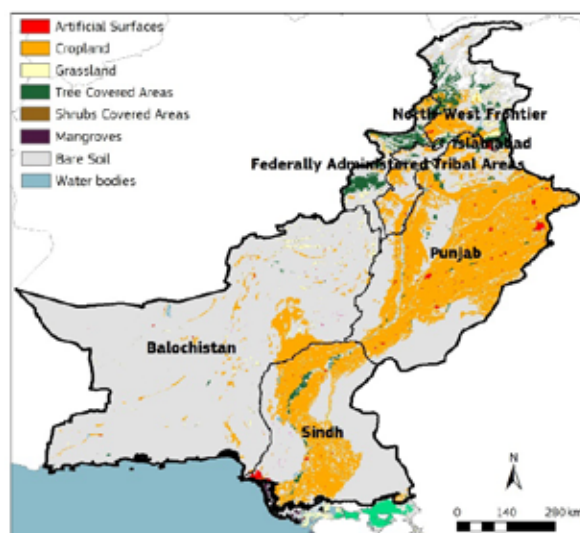 Artificial Surfaces
Cropland
Grassland
Tree Covered Areas
Shrubs Covered Areas
Mangroves
Bare Soil
Water bodies
North-West Frontier
Islamabad
Federally Administered Tribal Areas
Punjab
Balochistan
Sindh
N
0 140 280 km